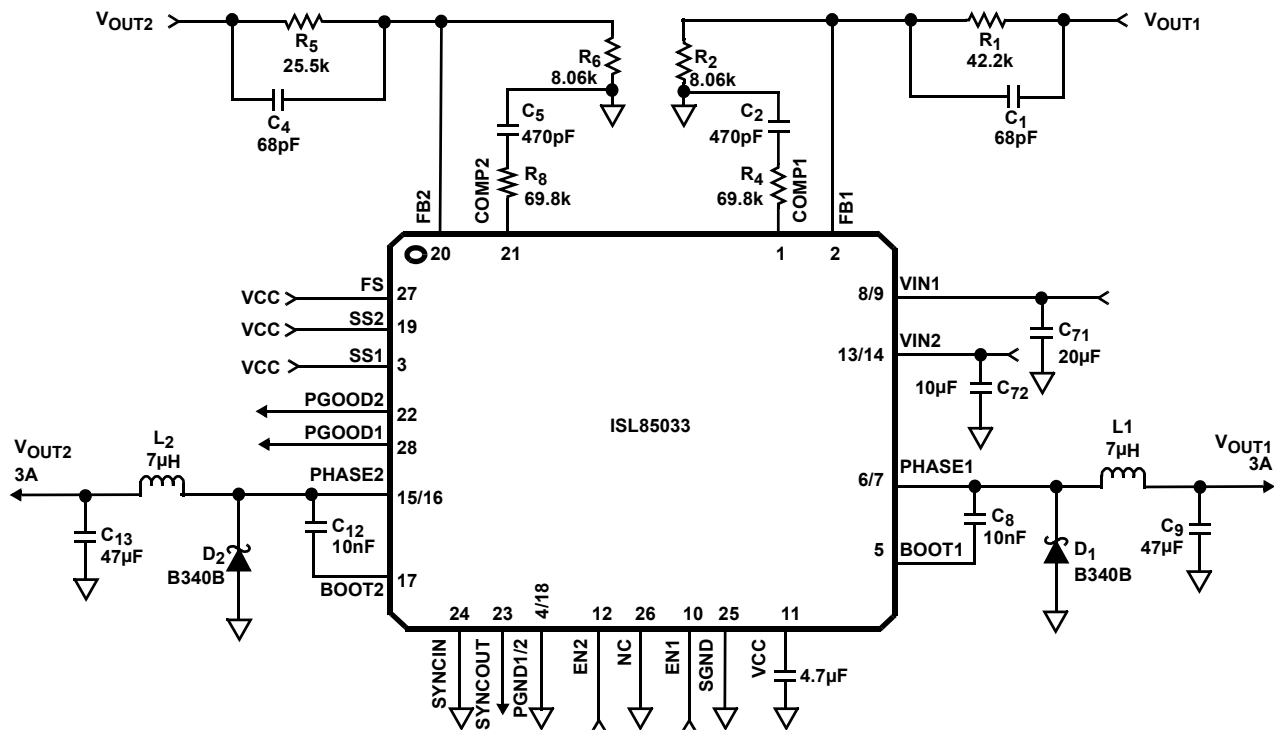 VOUT2
R5
25.5k
C4
68pF
R6
8.06k
C5
470pF
R8
69.8k
FB2
COMP2
R2
8.06k
C2
470pF
R4
69.8k
COMP1
FB1
R1
42.2k
C1
68pF
VOUT1
20
21
1
2
VCC
FS
27
VCC
SS2
19
VCC
SS1
3
PGOOD2
22
PGOOD1
28
PHASE2
15/16
BOOT2
17
ISL85033
8/9
VIN1
13/14
VIN2
C71
20µF
10µF
C72
6/7
PHASE1
5
BOOT1
VOUT2
3A
L2
7µH
C13
47µF
D2
B340B
C12
10nF
C8
10nF
D1
B340B
L1
7µH
C9
47µF
VOUT1
3A
24
23
4/18
12
26
10
25
11
SYNCIN
SYNCOUT
PGND1/2
EN2
NC
EN1
SGND
VCC
4.7µF